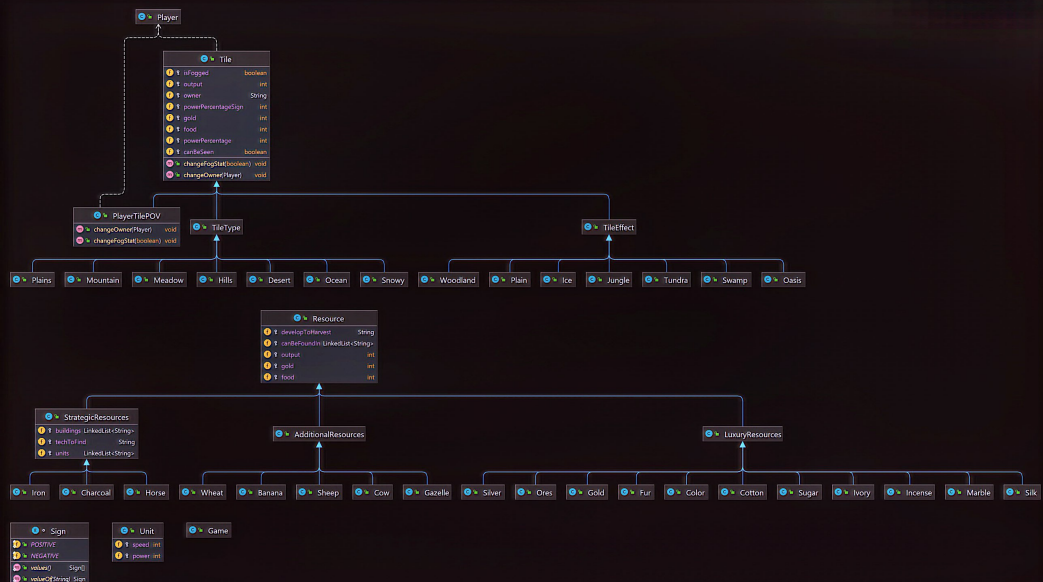 Player
Tile
isFogged boolean
output int
owner String
powerPercentageSign int
gold int
food int
powerPercentage int
canBeSeen boolean
changeFogStat(boolean) void
changeOwner(Player) void
PlayerTilePOV
changeOwner(Player) void
changeFogStat(boolean) void
TileType
TileEffect
Plains Mountain Meadow Hills Desert Ocean Snowy Woodland Plain Ice Jungle Tundra Swamp Oasis
Resource
developToHarvest String
canBeFoundIn LinkedList<String>
output int
gold int
food int
StrategicResources
buildings LinkedList<String>
techToFind String
units LinkedList<String>
AdditionalResources
LuxuryResources
Iron Charcoal Horse Wheat Banana Sheep Cow Gazelle Silver Ores Gold Fur Color Cotton Sugar Ivory Incense Marble Silk
Sign
POSITIVE
NEGATIVE
values() Sign[]
valueOf(String) Sign
Unit
speed int
power int
Game